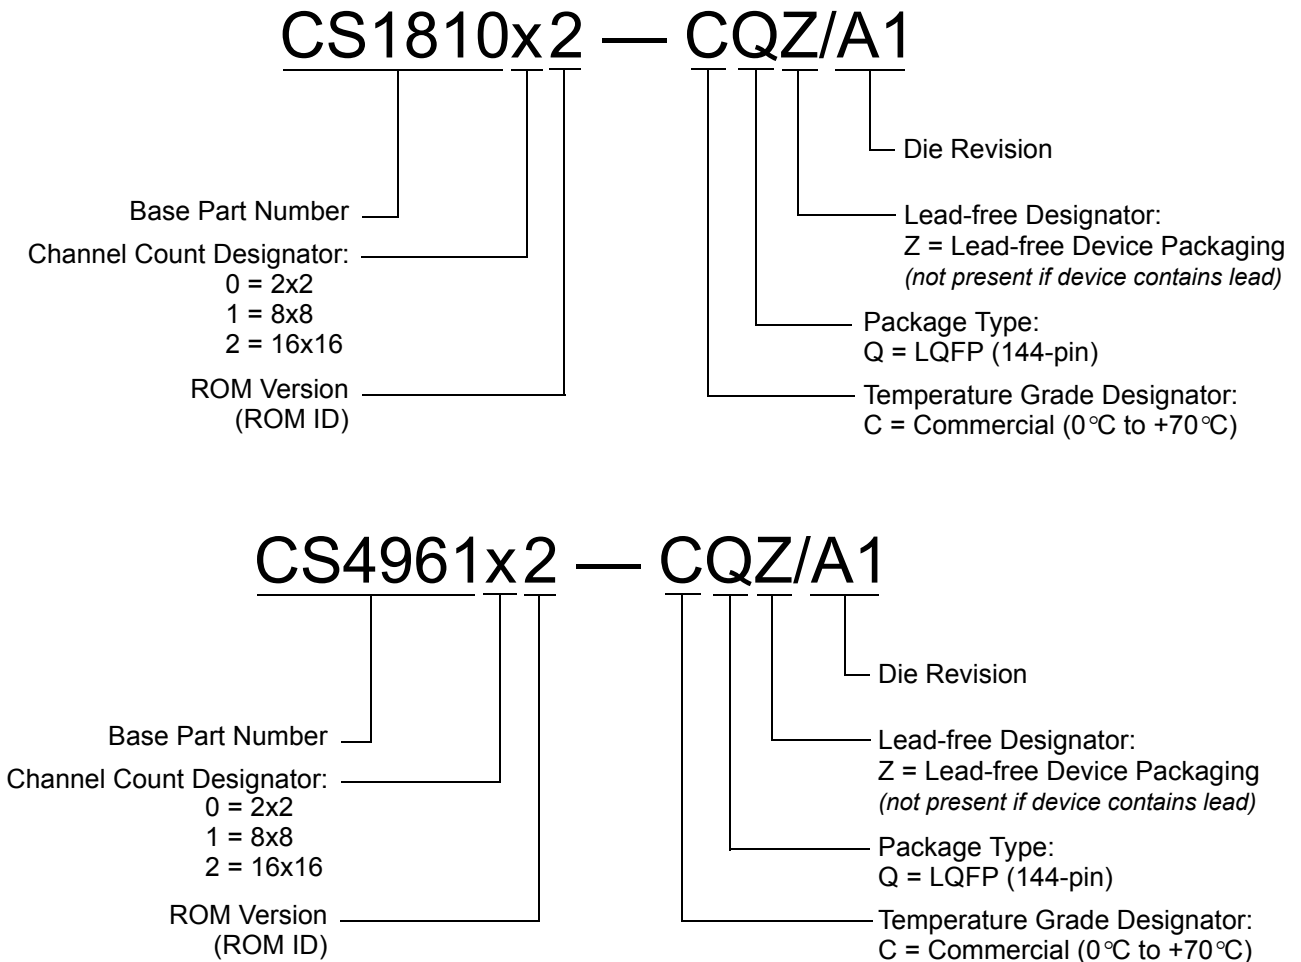 CS1810x2 — CQZ/A1
Die Revision
Base Part Number
Lead-free Designator:
Z = Lead-free Device Packaging
(not present if device contains lead)
Channel Count Designator:
0 = 2x2
1 = 8x8
2 = 16x16
Package Type:
Q = LQFP (144-pin)
ROM Version
(ROM ID)
Temperature Grade Designator:
C = Commercial (0°C to +70°C)
CS4961x2 — CQZ/A1
Die Revision
Base Part Number
Lead-free Designator:
Z = Lead-free Device Packaging
(not present if device contains lead)
Channel Count Designator:
0 = 2x2
1 = 8x8
2 = 16x16
Package Type:
Q = LQFP (144-pin)
ROM Version
(ROM ID)
Temperature Grade Designator:
C = Commercial (0°C to +70°C)